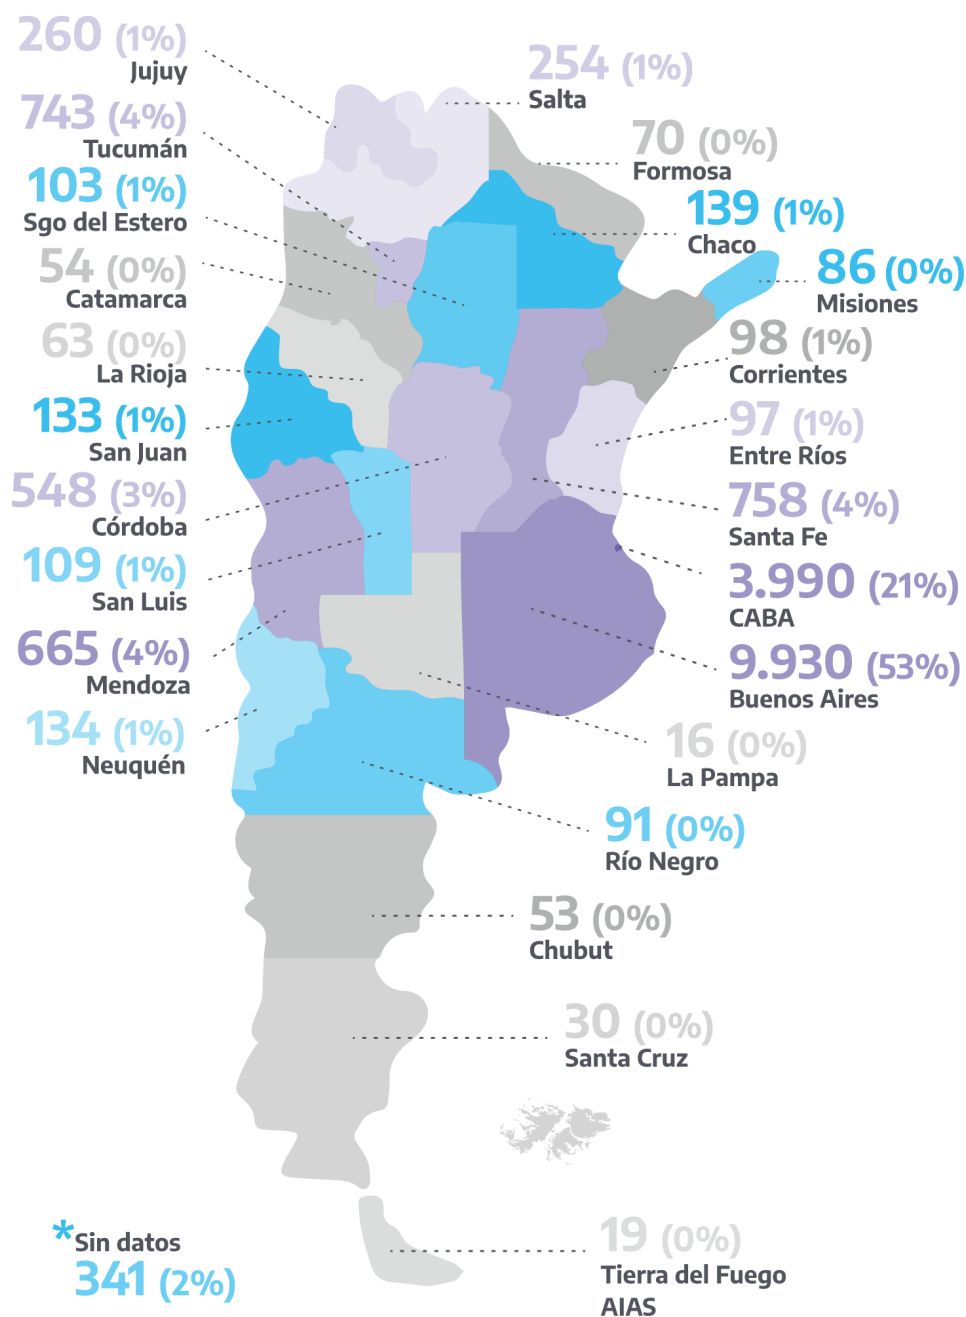 260 (1%)
Jujuy
743 (4%)
Tucumán
103 (1%)
Sgo del Estero
54 (0%)
Catamarca
63 (0%)
La Rioja
133 (1%)
San Juan
548 (3%)
Córdoba
109 (1%)
San Luis
665 (4%)
Mendoza
134 (1%)
Neuquén
254 (1%)
Salta
70 (0%)
Formosa
139 (1%)
Chaco
86 (0%)
Misiones
98 (1%)
Corrientes
97 (1%)
Entre Ríos
758 (4%)
Santa Fe
3.990 (21%)
CABA
9.930 (53%)
Buenos Aires
16 (0%)
La Pampa
91 (0%)
Río Negro
53 (0%)
Chubut
30 (0%)
Santa Cruz
19 (0%)
Tierra del Fuego
AIAS
*Sin datos
341 (2%)